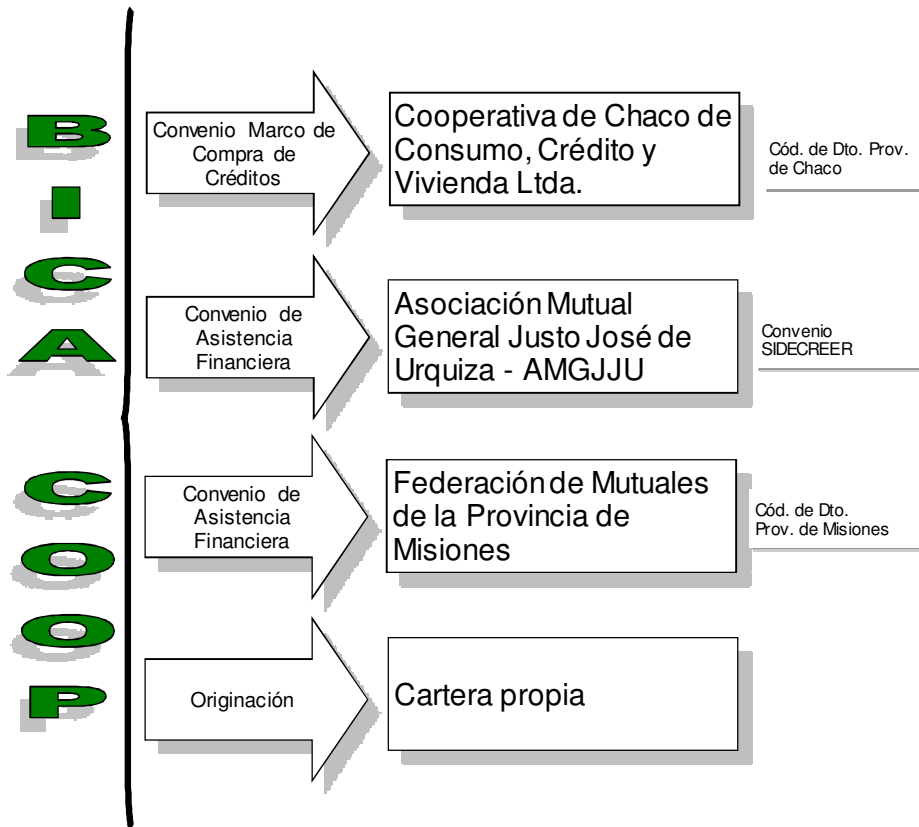 BICA COOP
Convenio Marco de
Compra de
Créditos
Cooperativa de Chaco de
Consumo, Crédito y
Vivienda Ltda.
Cód. de Dto. Prov.
de Chaco
Convenio de
Asistencia
Financiera
Asociación Mutual
General Justo José de
Urquiza - AMGJJU
Convenio
SIDECREER
Convenio de
Asistencia
Financiera
Federación de Mutuales
de la Provincia de
Misiones
Cód. de Dto.
Prov. de Misiones
Originación
Cartera propia